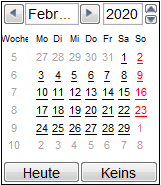 Febr... 2020
Woche Mo Di Mi Do Fr Sa So
5 27 28 29 30 31 1 2
6 3 4 5 6 7 8 9
7 10 11 12 13 14 15 16
8 17 18 19 20 21 22 23
9 24 25 26 27 28 29 1
10 2 3 4 5 6 7 8
Heute Keins